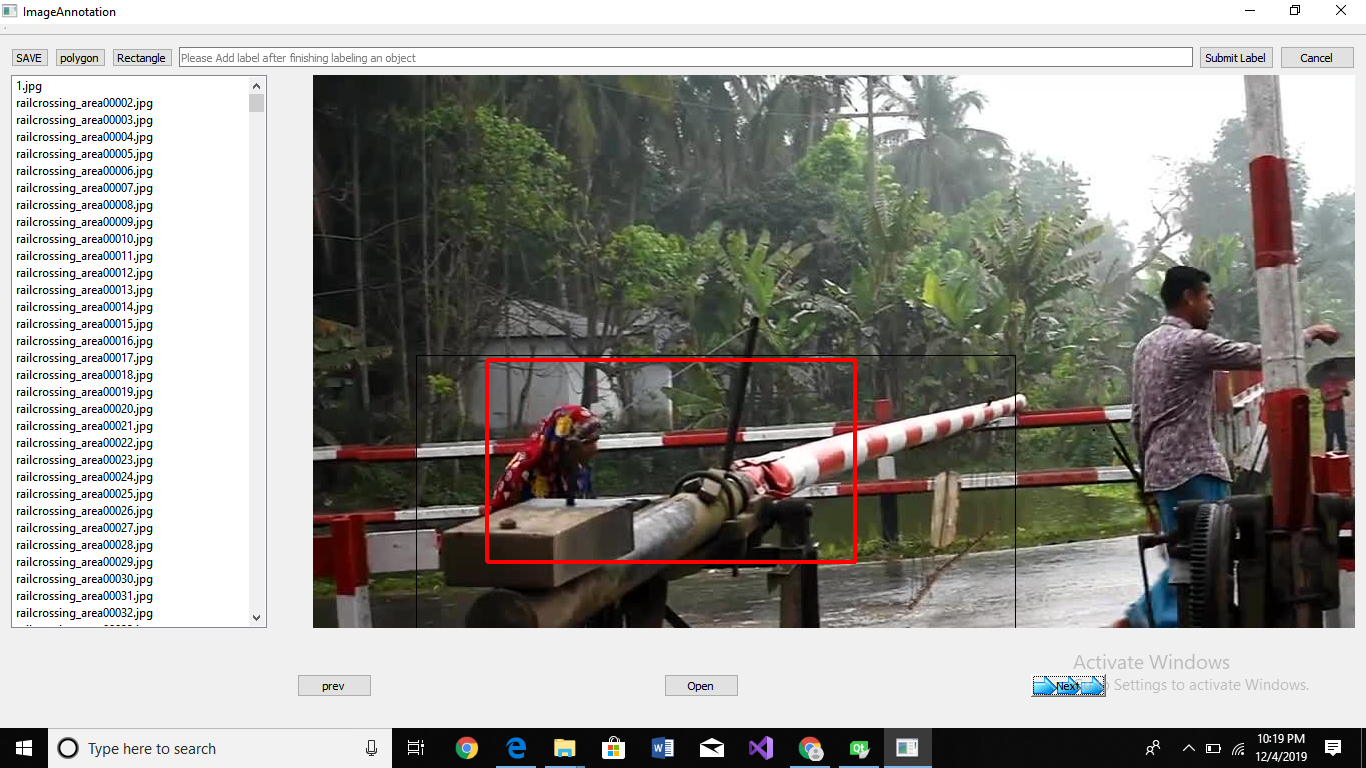 ImageAnnotation
SAVE
polygon
Rectangle
Please Add label after finishing labeling an object
Submit Label
Cancel
1.jpg
railcrossing_area00002.jpg
railcrossing_area00003.jpg
railcrossing_area00004.jpg
railcrossing_area00005.jpg
railcrossing_area00006.jpg
railcrossing_area00007.jpg
railcrossing_area00008.jpg
railcrossing_area00009.jpg
railcrossing_area00010.jpg
railcrossing_area00011.jpg
railcrossing_area00012.jpg
railcrossing_area00013.jpg
railcrossing_area00014.jpg
railcrossing_area00015.jpg
railcrossing_area00016.jpg
railcrossing_area00017.jpg
railcrossing_area00018.jpg
railcrossing_area00019.jpg
railcrossing_area00020.jpg
railcrossing_area00021.jpg
railcrossing_area00022.jpg
railcrossing_area00023.jpg
railcrossing_area00024.jpg
railcrossing_area00025.jpg
railcrossing_area00026.jpg
railcrossing_area00027.jpg
railcrossing_area00028.jpg
railcrossing_area00029.jpg
railcrossing_area00030.jpg
railcrossing_area00031.jpg
railcrossing_area00032.jpg
prev
Open
Next
Activate Windows
Settings to activate Windows.
Type here to search
10:19 PM
12/4/2019